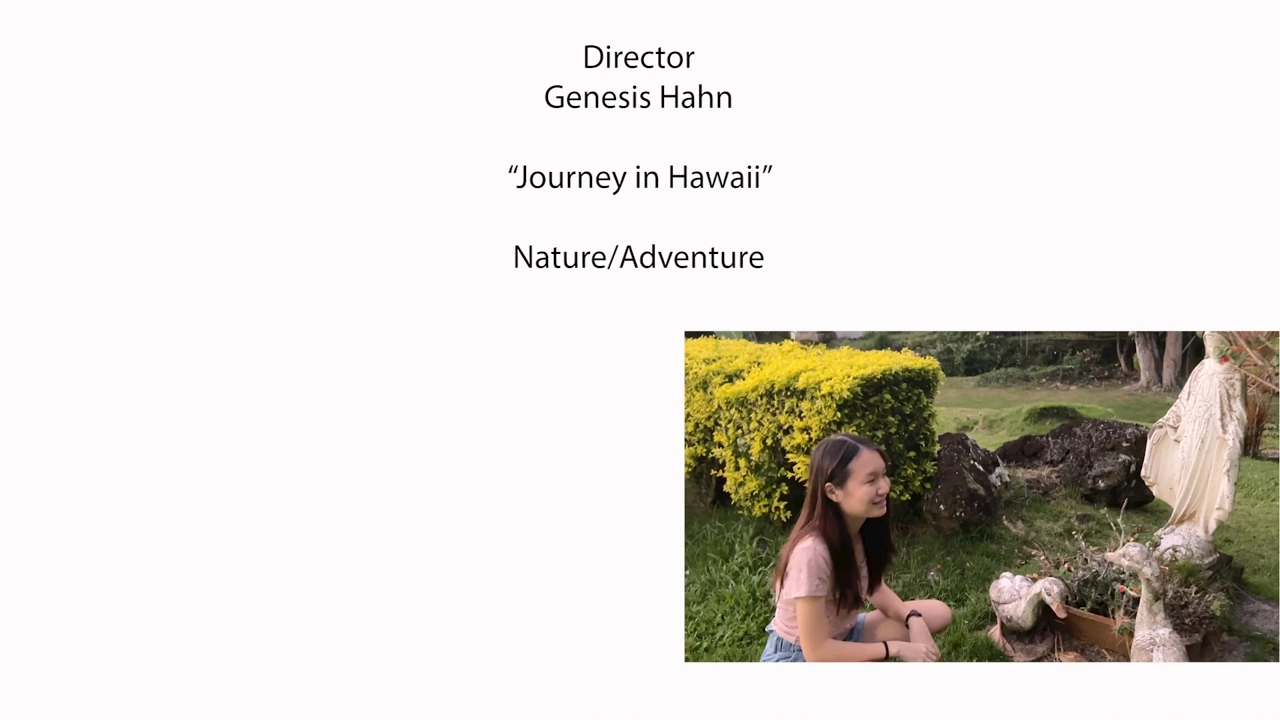 Director
Genesis Hahn
“Journey in Hawaii”
Nature/Adventure